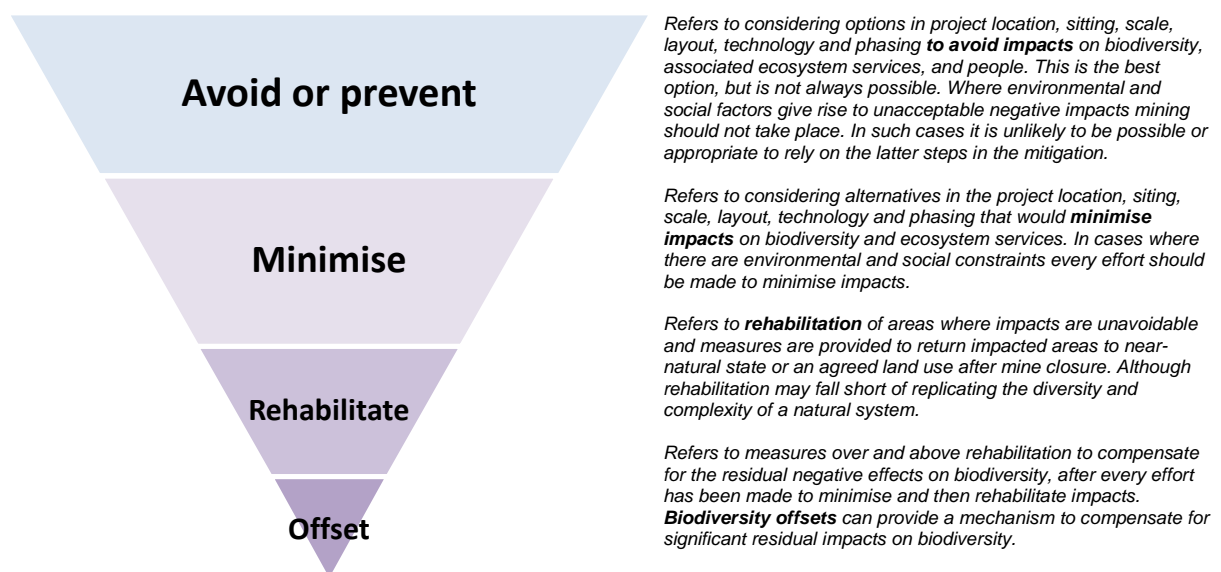 Avoid or prevent
Refers to considering options in project location, sitting, scale,
layout, technology and phasing to avoid impacts on biodiversity,
associated ecosystem services, and people. This is the best
option, but is not always possible. Where environmental and
social factors give rise to unacceptable negative impacts mining
should not take place. In such cases it is unlikely to be possible or
appropriate to rely on the latter steps in the mitigation.
Minimise
Refers to considering alternatives in the project location, siting,
scale, layout, technology and phasing that would minimise
impacts on biodiversity and ecosystem services. In cases where
there are environmental and social constraints every effort should
be made to minimise impacts.
Rehabilitate
Refers to rehabilitation of areas where impacts are unavoidable
and measures are provided to return impacted areas to near-
natural state or an agreed land use after mine closure. Although
rehabilitation may fall short of replicating the diversity and
complexity of a natural system.
Offset
Refers to measures over and above rehabilitation to compensate
for the residual negative effects on biodiversity, after every effort
has been made to minimise and then rehabilitate impacts.
Biodiversity offsets can provide a mechanism to compensate for
significant residual impacts on biodiversity.